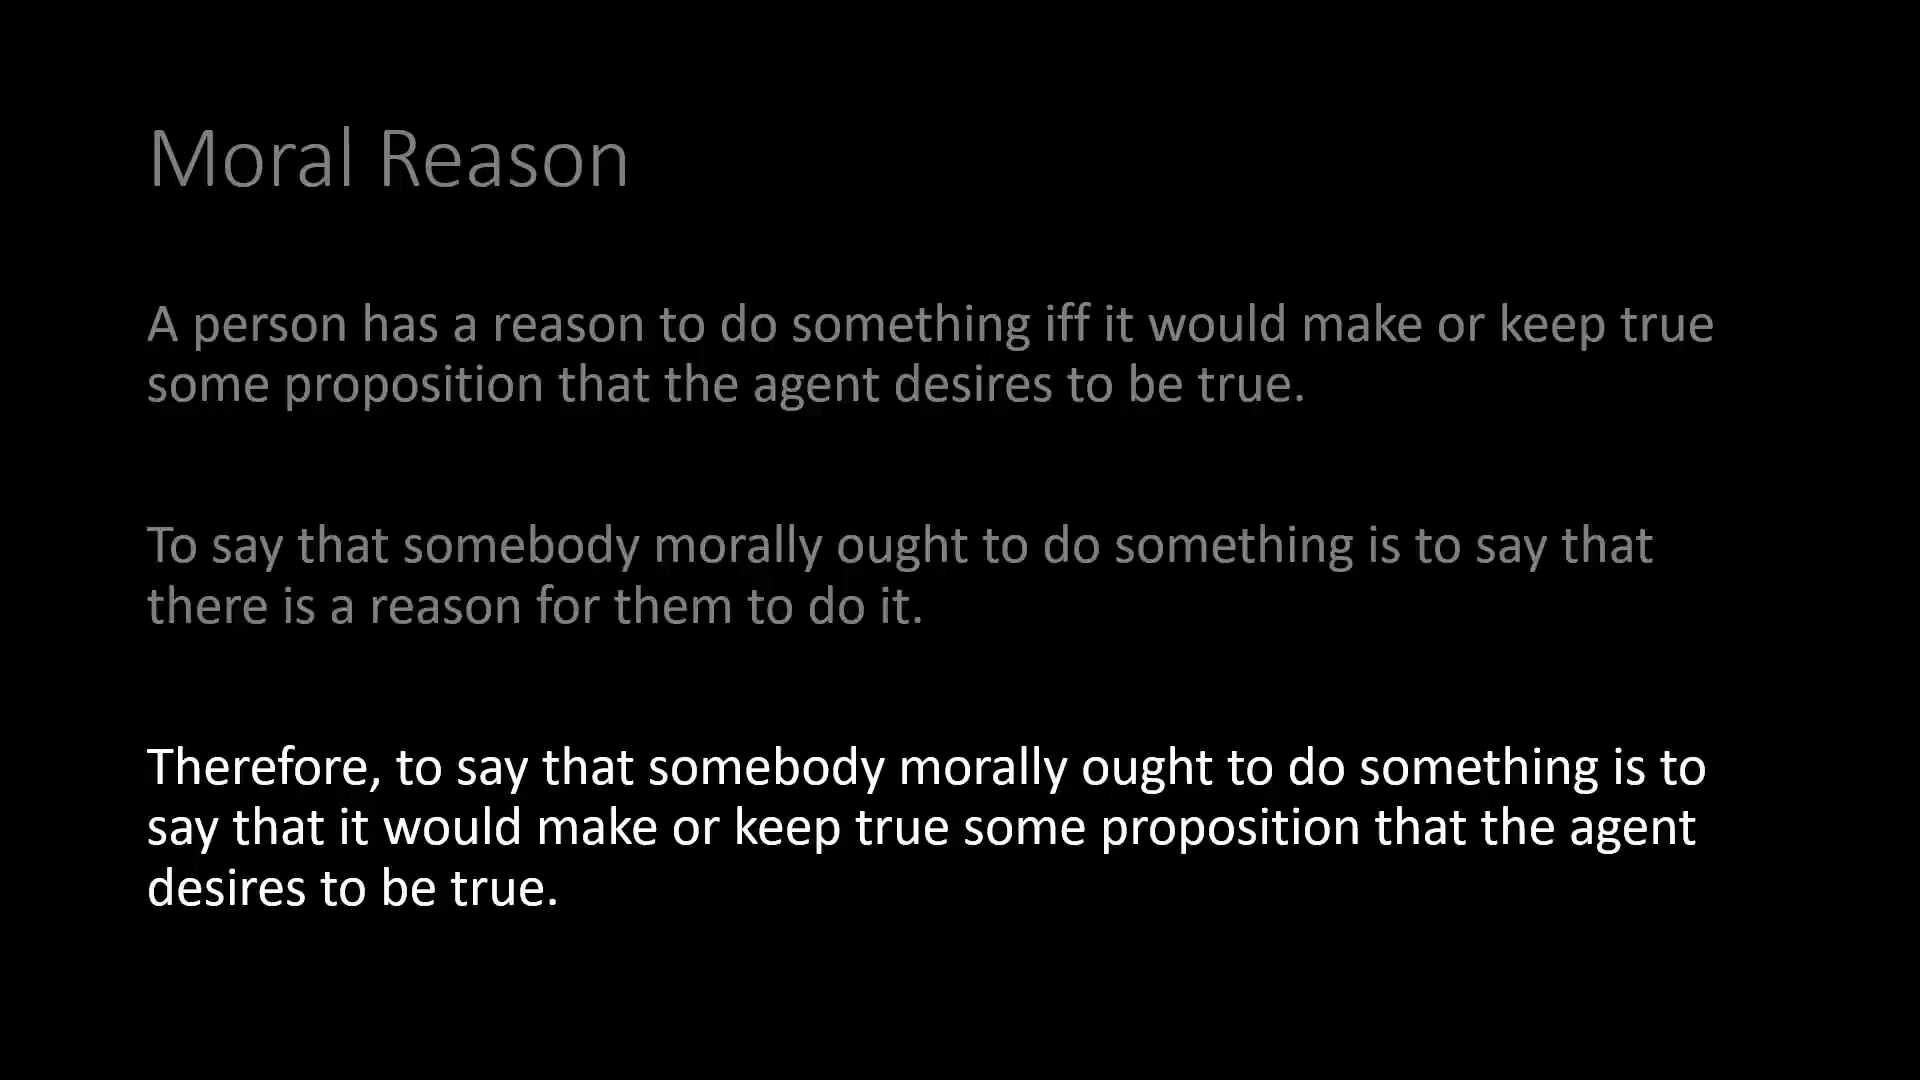 Moral Reason
A person has a reason to do something iff it would make or keep true
some proposition that the agent desires to be true.
To say that somebody morally ought to do something is to say that
there is a reason for them to do it.
Therefore, to say that somebody morally ought to do something is to
say that it would make or keep true some proposition that the agent
desires to be true.